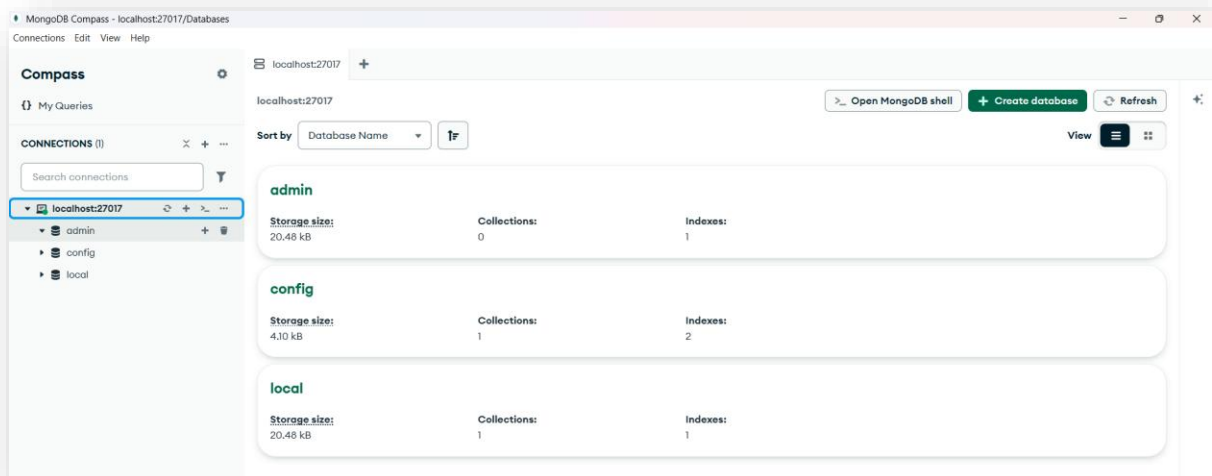 MongoDB Compass - localhost:27017/Databases
Connections Edit View Help
Compass
{} My Queries
CONNECTIONS (1)
Search connections
localhost:27017
admin
config
local
localhost:27017
localhost:27017
>_ Open MongoDB shell
+ Create database
Refresh
Sort by Database Name
View
admin
Storage size: Collections: Indexes:
20.48 kB 0 1
config
Storage size: Collections: Indexes:
4.10 kB 1 2
local
Storage size: Collections: Indexes:
20.48 kB 1 1